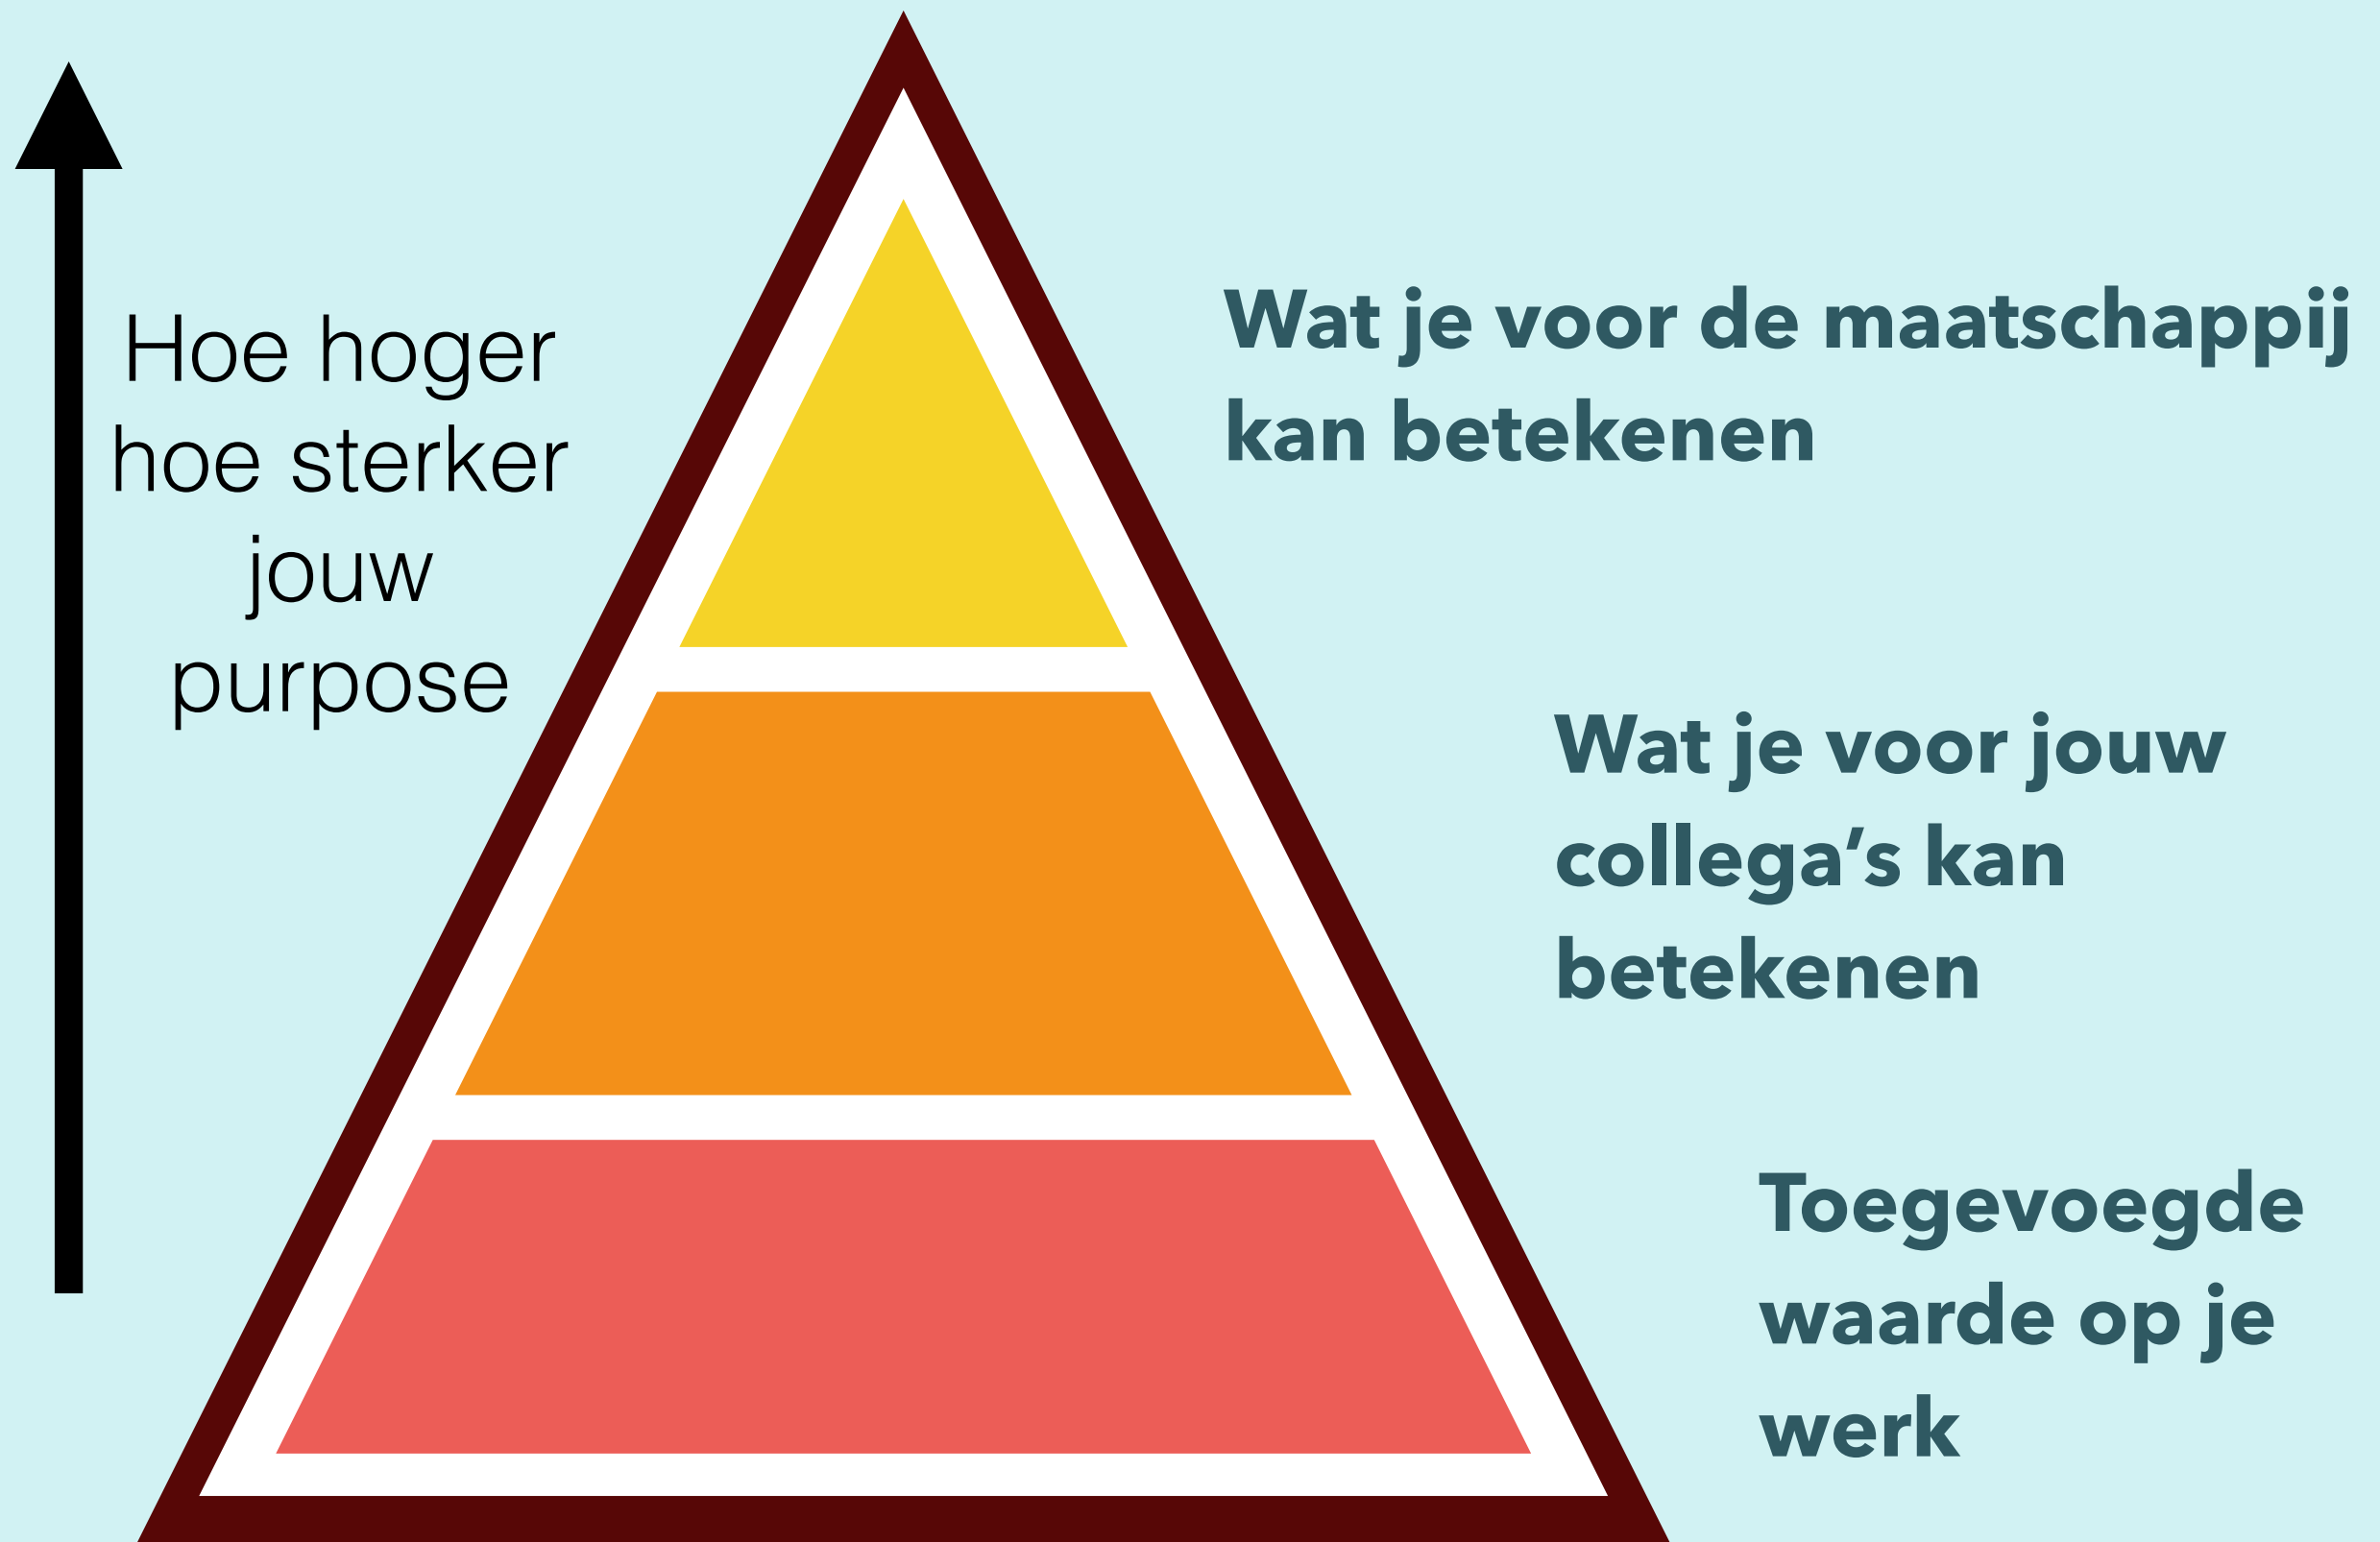 Hoe hoger
hoe sterker
jouw
purpose
Wat je voor de maatschappij
kan betekenen
Wat je voor jouw
collega's kan
betekenen
Toegevoegde
waarde op je
werk